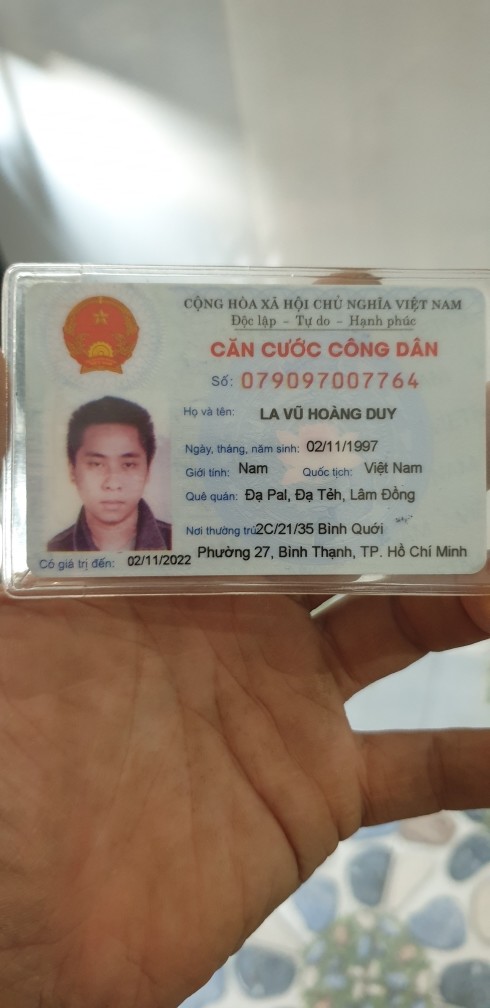 CỘNG HÒA XÃ HỘI CHỦ NGHĨA VIỆT NAM
Độc lập - Tự do - Hạnh phúc
CĂN CƯỚC CÔNG DÂN
Số: 079097007764
Họ và tên: LA VŨ HOÀNG DUY
Ngày, tháng, năm sinh: 02/11/1997
Giới tính: Nam Quốc tịch: Việt Nam
Quê quán: Đạ Pal, Đạ Tẻh, Lâm Đồng
Nơi thường trú: 2C/21/35 Bình Quới
Phường 27, Bình Thạnh, TP. Hồ Chí Minh
Có giá trị đến: 02/11/2022